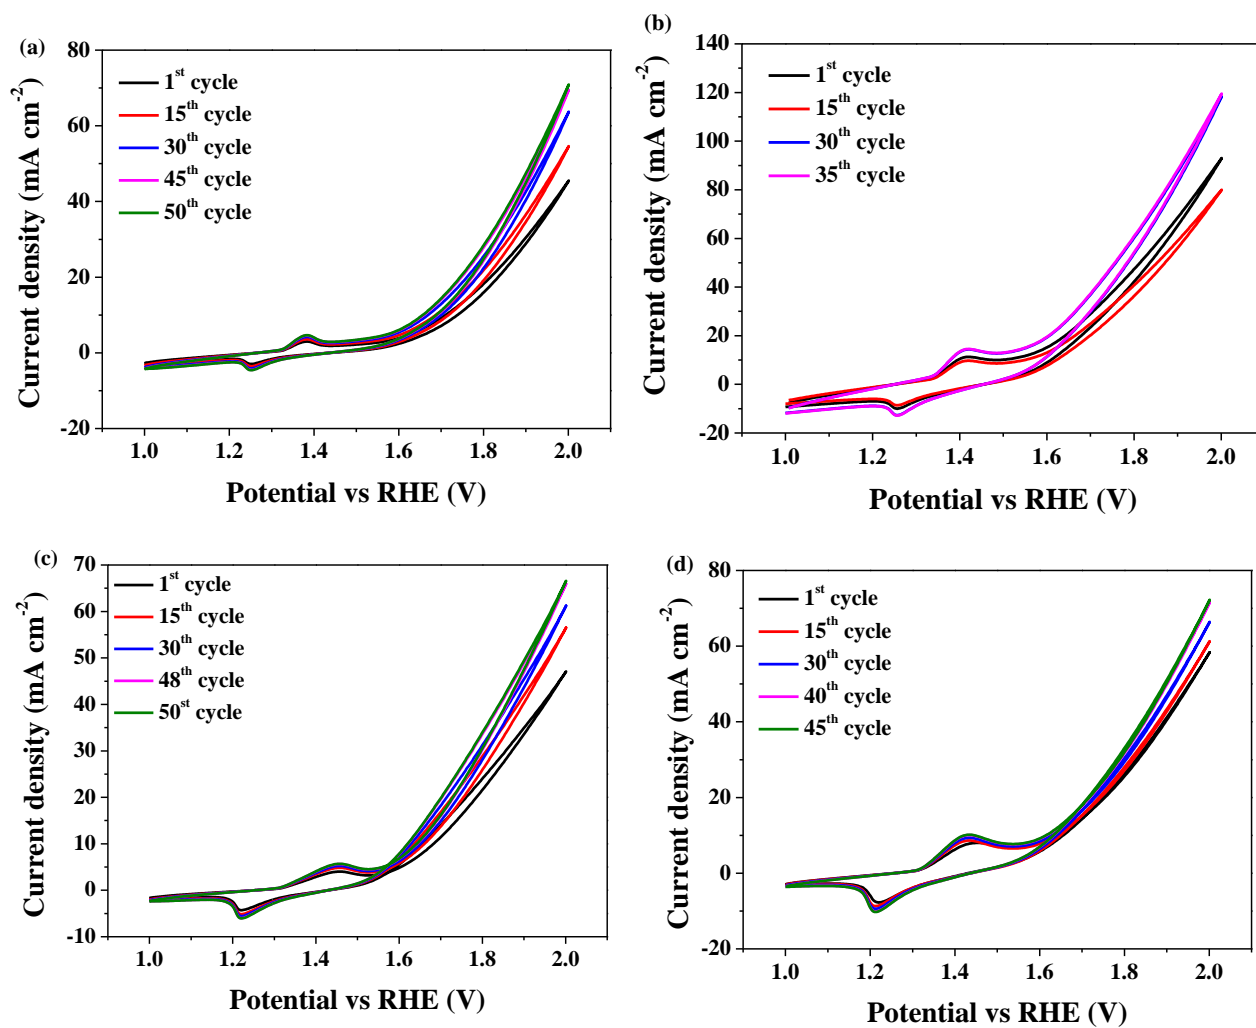 (a)
80
60
40
20
0
-20
1.0 1.2 1.4 1.6 1.8 2.0
Current density (mA cm⁻²)
Potential vs RHE (V)
1ˢᵗ cycle
15ᵗʰ cycle
30ᵗʰ cycle
45ᵗʰ cycle
50ᵗʰ cycle
(b)
140
120
100
80
60
40
20
0
-20
1.0 1.2 1.4 1.6 1.8 2.0
Current density (mA cm⁻²)
Potential vs RHE (V)
1ˢᵗ cycle
15ᵗʰ cycle
30ᵗʰ cycle
35ᵗʰ cycle
(c)
70
60
50
40
30
20
10
0
-10
1.0 1.2 1.4 1.6 1.8 2.0
Current density (mA cm⁻²)
Potential vs RHE (V)
1ˢᵗ cycle
15ᵗʰ cycle
30ᵗʰ cycle
48ᵗʰ cycle
50ˢᵗ cycle
(d)
80
60
40
20
0
-20
1.0 1.2 1.4 1.6 1.8 2.0
Current density (mA cm⁻²)
Potential vs RHE (V)
1ˢᵗ cycle
15ᵗʰ cycle
30ᵗʰ cycle
40ᵗʰ cycle
45ᵗʰ cycle